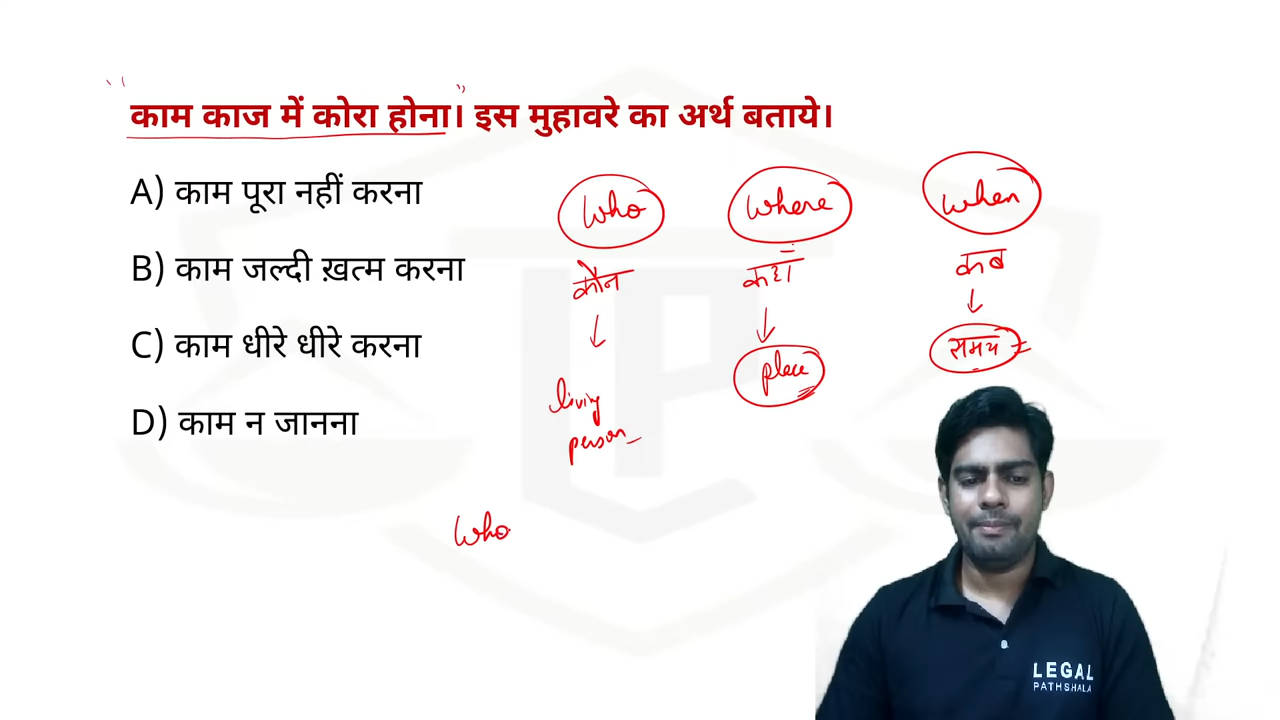 काम काज में कोरा होना। इस मुहावरे का अर्थ बताये।
A) काम पूरा नहीं करना
B) काम जल्दी ख़त्म करना
C) काम धीरे धीरे करना
D) काम न जानना
who where when
कौन कहा कब
place समय
living
person
who
LEGAL
PATHSHALA